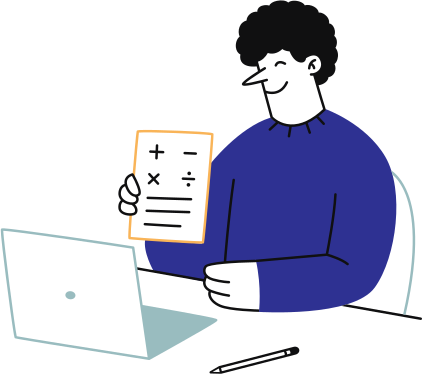 + −
× ÷